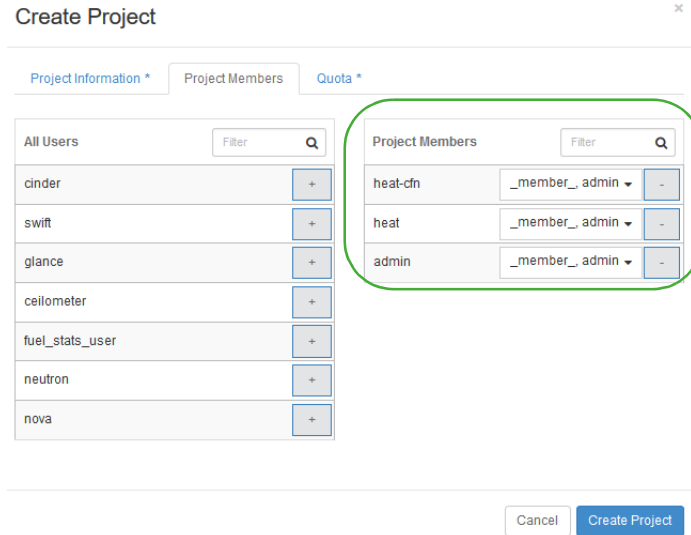 Create Project ×
Project Information * Project Members Quota *
All Users Filter Project Members Filter
cinder + heat-cfn _member_, admin -
swift + heat _member_, admin -
glance + admin _member_, admin -
ceilometer +
fuel_stats_user +
neutron +
nova +
Cancel Create Project